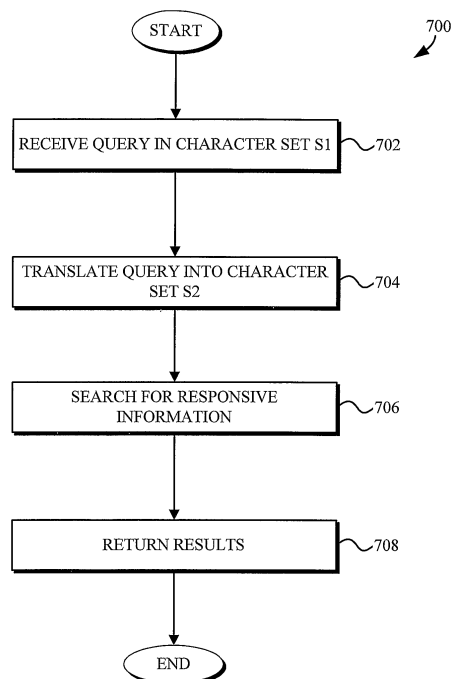 START
700
RECEIVE QUERY IN CHARACTER SET S1
702
TRANSLATE QUERY INTO CHARACTER
SET S2
704
SEARCH FOR RESPONSIVE
INFORMATION
706
RETURN RESULTS
708
END